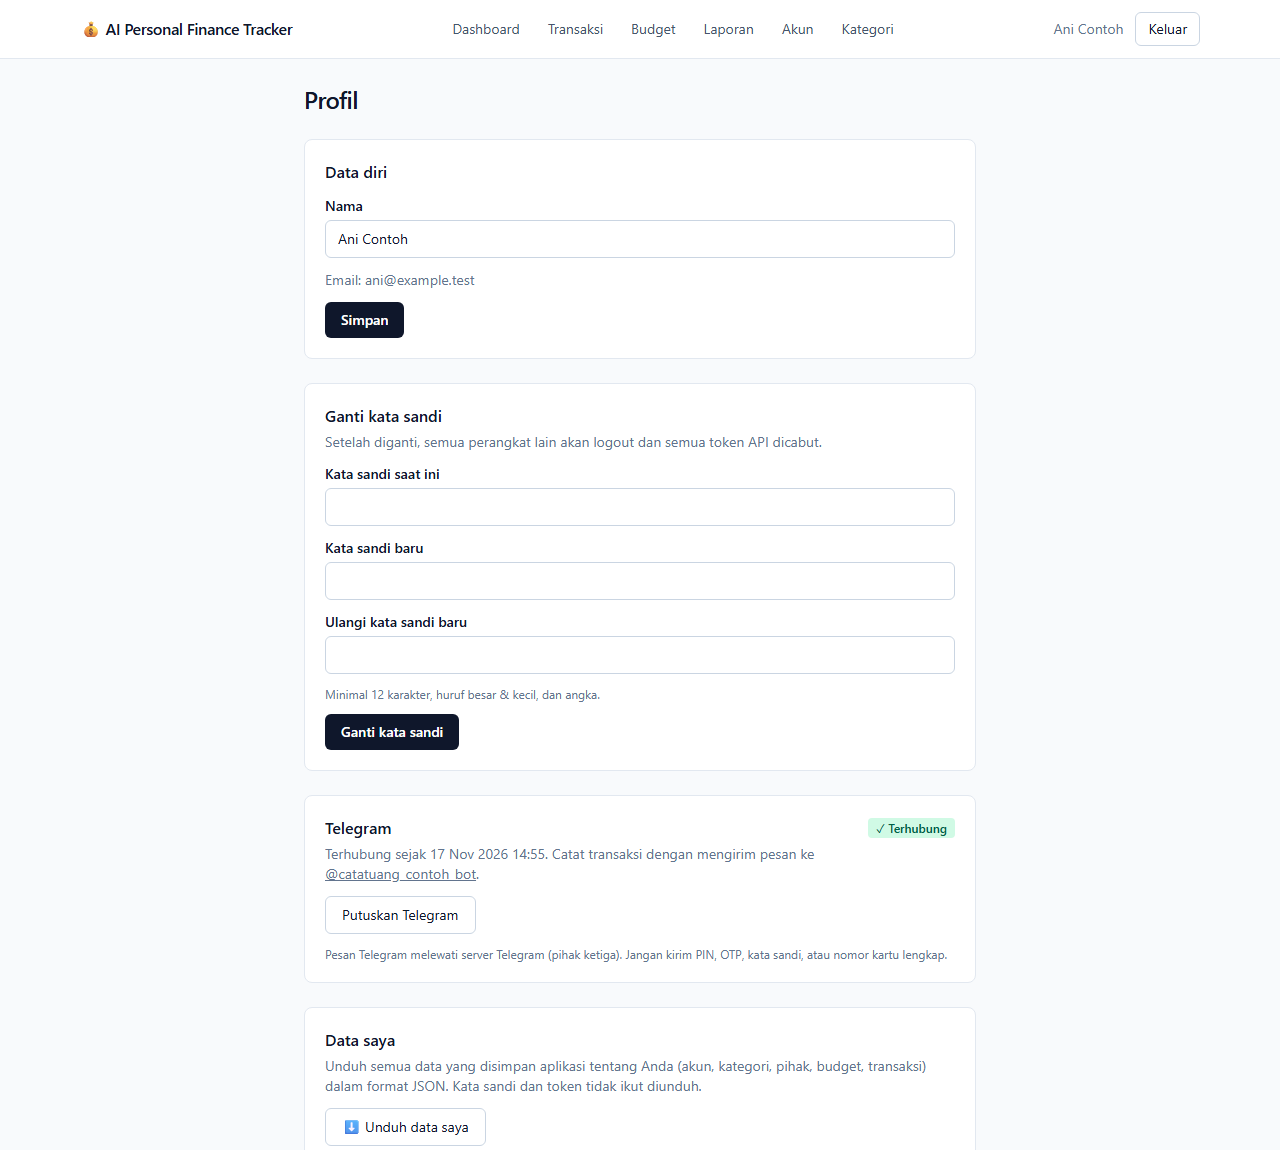 AI Personal Finance Tracker
Dashboard
Transaksi
Budget
Laporan
Akun
Kategori
Ani Contoh
Keluar
Profil
Data diri
Nama
Ani Contoh
Email: ani@example.test
Simpan
Ganti kata sandi
Setelah diganti, semua perangkat lain akan logout dan semua token API dicabut.
Kata sandi saat ini
Kata sandi baru
Ulangi kata sandi baru
Minimal 12 karakter, huruf besar & kecil, dan angka.
Ganti kata sandi
Telegram
✓ Terhubung
Terhubung sejak 17 Nov 2026 14:55. Catat transaksi dengan mengirim pesan ke
@catatuang_contoh_bot.
Putuskan Telegram
Pesan Telegram melewati server Telegram (pihak ketiga). Jangan kirim PIN, OTP, kata sandi, atau nomor kartu lengkap.
Data saya
Unduh semua data yang disimpan aplikasi tentang Anda (akun, kategori, pihak, budget, transaksi)
dalam format JSON. Kata sandi dan token tidak ikut diunduh.
Unduh data saya